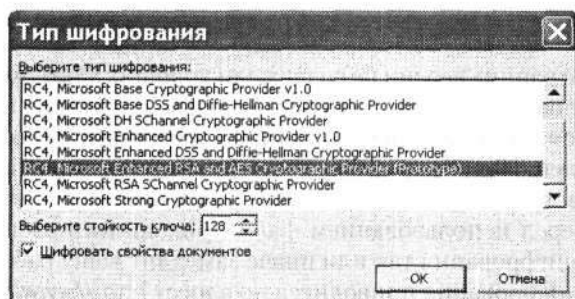 Тип шифрования
Выберите тип шифрования:
RC4, Microsoft Base Cryptographic Provider v1.0
RC4, Microsoft Base DSS and Diffie-Hellman Cryptographic Provider
RC4, Microsoft DH SChannel Cryptographic Provider
RC4, Microsoft Enhanced Cryptographic Provider v1.0
RC4, Microsoft Enhanced DSS and Diffie-Hellman Cryptographic Provider
RC4, Microsoft Enhanced RSA and AES Cryptographic Provider (Prototype)
RC4, Microsoft RSA SChannel Cryptographic Provider
RC4, Microsoft Strong Cryptographic Provider
Выберите стойкость ключа: 128
Шифровать свойства документов
ОК Отмена